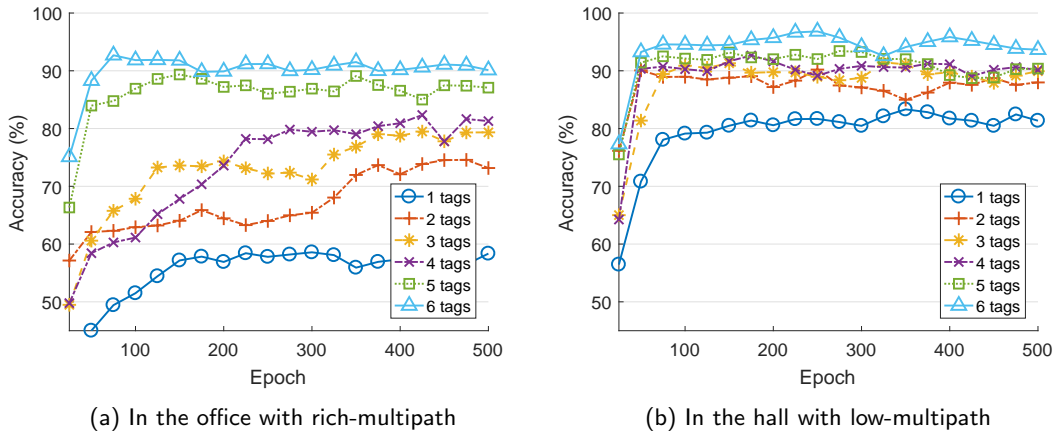 100
90
80
70
60
50
Accuracy (%)
100 200 300 400 500
Epoch
1 tags
2 tags
3 tags
4 tags
5 tags
6 tags
(a) In the office with rich-multipath
100
90
80
70
60
50
Accuracy (%)
100 200 300 400 500
Epoch
1 tags
2 tags
3 tags
4 tags
5 tags
6 tags
(b) In the hall with low-multipath